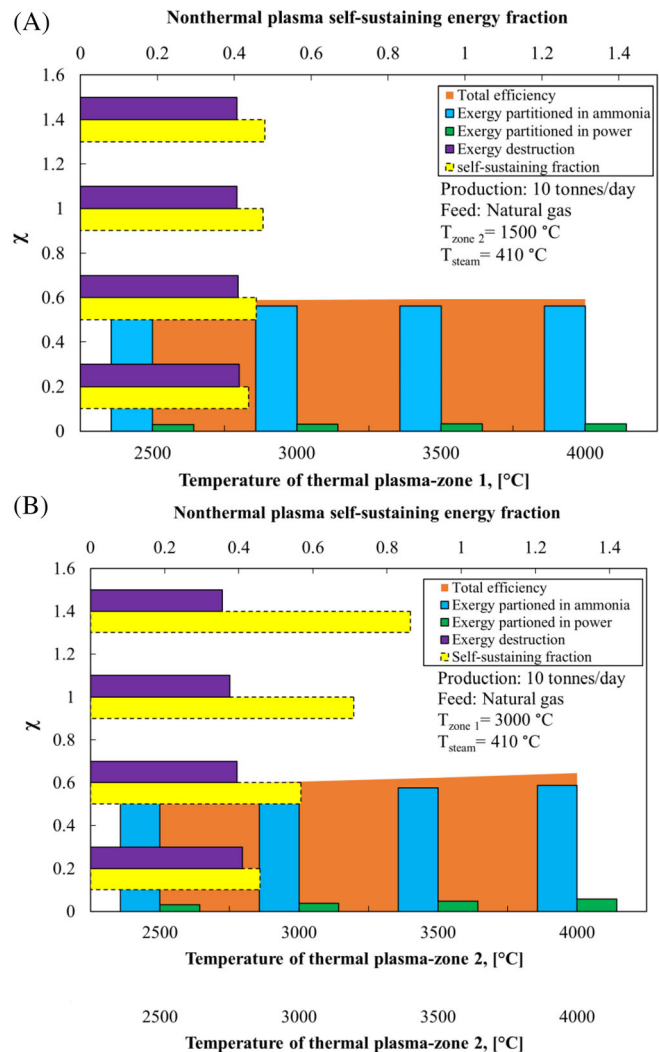 (A)
Nonthermal plasma self-sustaining energy fraction
0 0.2 0.4 0.6 0.8 1 1.2 1.4
1.6
1.4
1.2
1
0.8
0.6
0.4
0.2
0
χ
Total efficiency
Exergy partitioned in ammonia
Exergy partitioned in power
Exergy destruction
self-sustaining fraction
Production: 10 tonnes/day
Feed: Natural gas
T zone 2= 1500 °C
T steam= 410 °C
2500 3000 3500 4000
Temperature of thermal plasma-zone 1, [°C]
(B)
Nonthermal plasma self-sustaining energy fraction
0 0.2 0.4 0.6 0.8 1 1.2 1.4
1.6
1.4
1.2
1
0.8
0.6
0.4
0.2
0
χ
Total efficiency
Exergy partioned in ammonia
Exergy partioned in power
Exergy destruction
Self-sustaining fraction
Production: 10 tonnes/day
Feed: Natural gas
T zone 1= 3000 °C
T steam= 410 °C
2500 3000 3500 4000
Temperature of thermal plasma-zone 2, [°C]
2500 3000 3500 4000
Temperature of thermal plasma-zone 2, [°C]